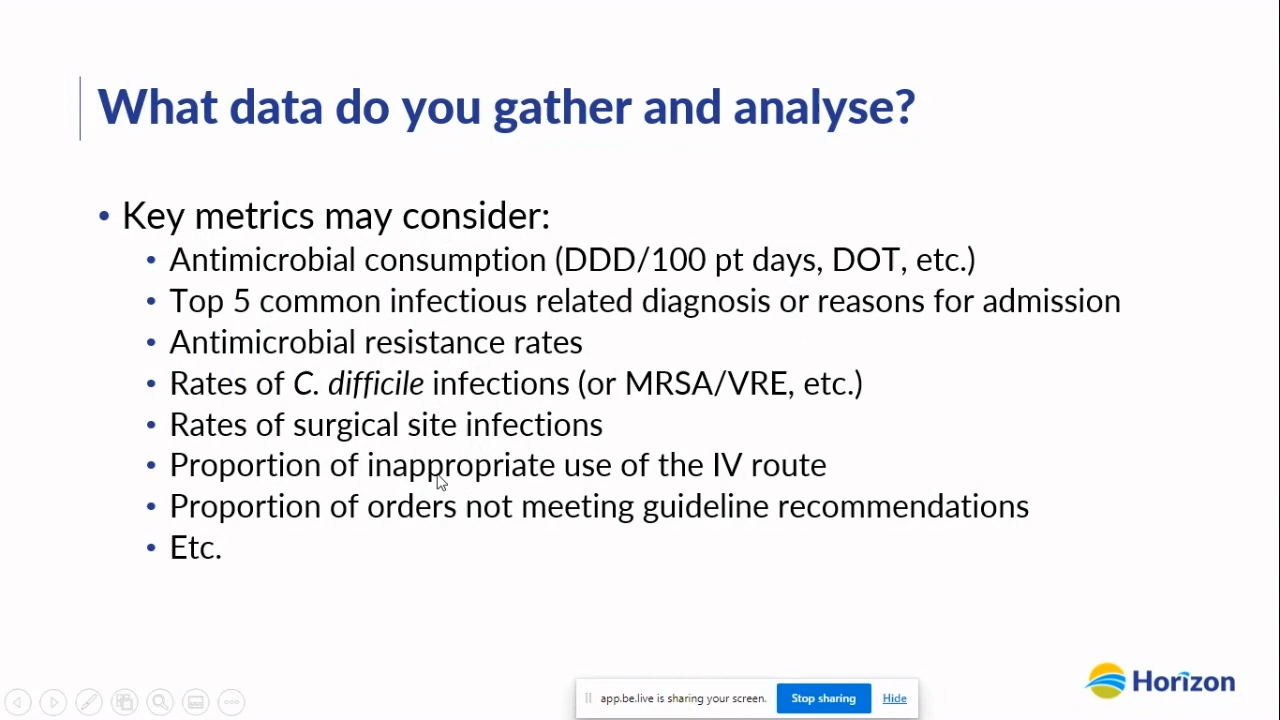 What data do you gather and analyse?
• Key metrics may consider:
• Antimicrobial consumption (DDD/100 pt days, DOT, etc.)
• Top 5 common infectious related diagnosis or reasons for admission
• Antimicrobial resistance rates
• Rates of C. difficile infections (or MRSA/VRE, etc.)
• Rates of surgical site infections
• Proportion of inappropriate use of the IV route
• Proportion of orders not meeting guideline recommendations
• Etc.
Horizon
app.be.live is sharing your screen. Stop sharing Hide